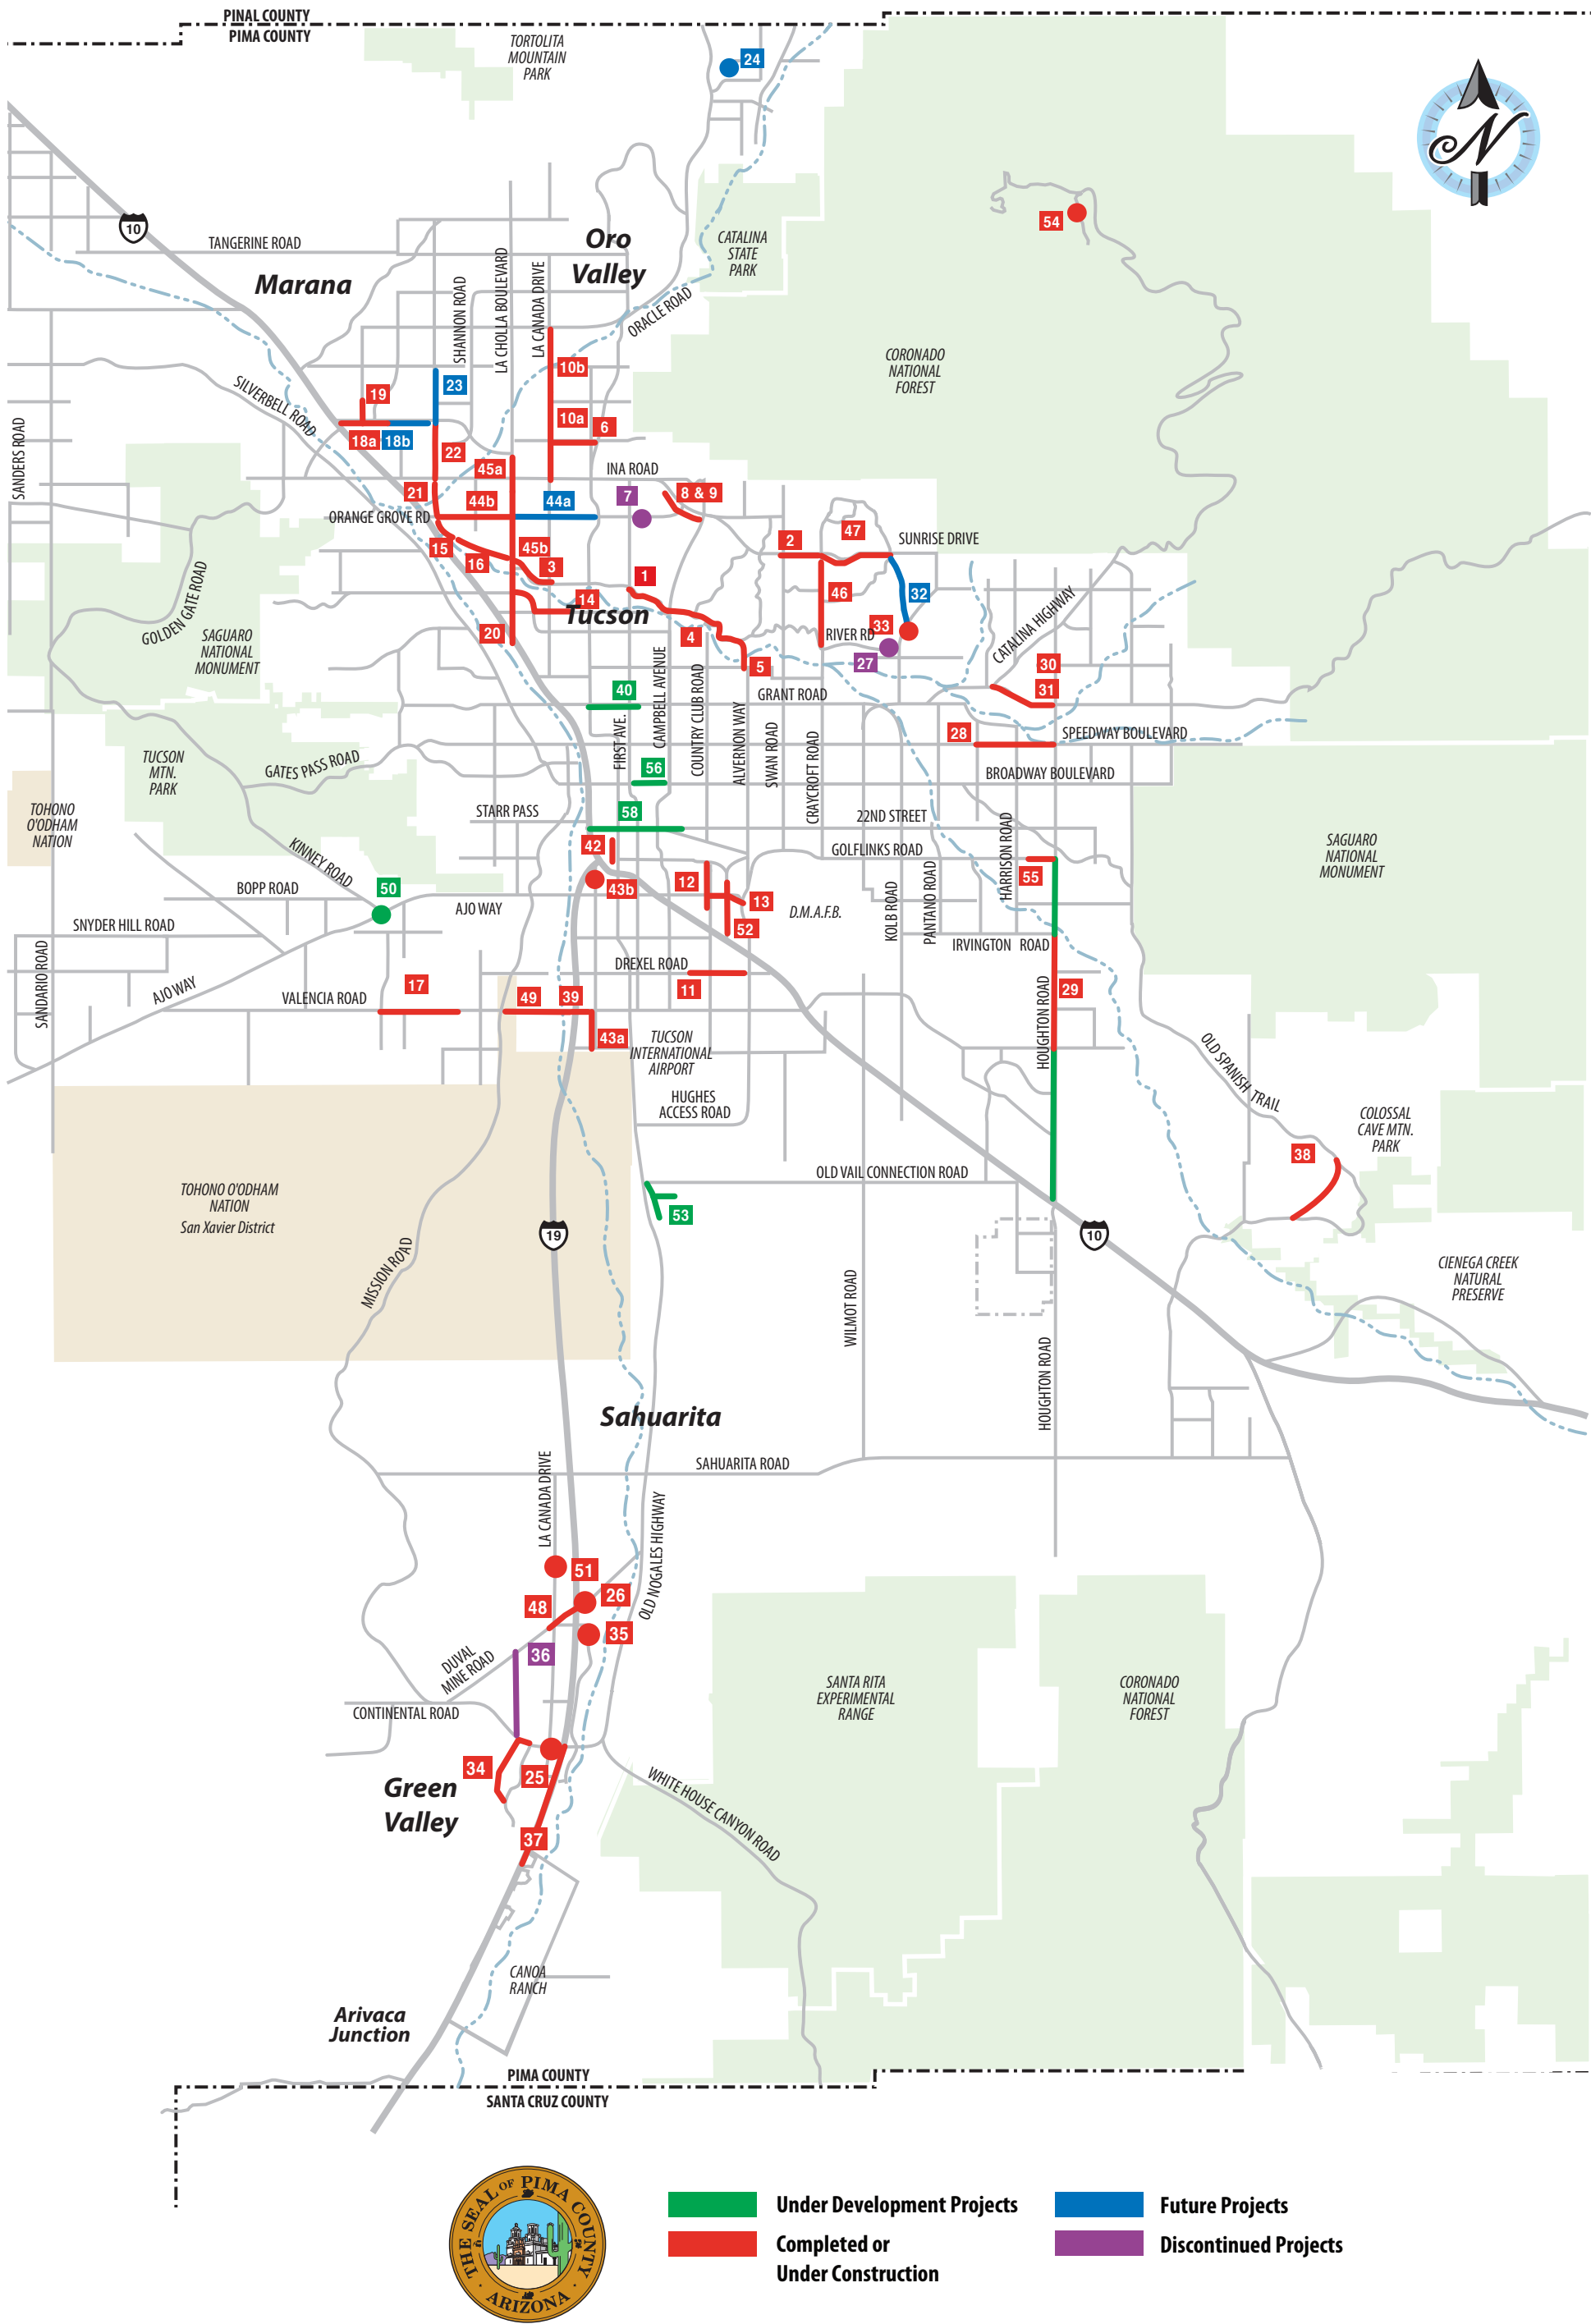 PINAL COUNTY
PIMA COUNTY
TORTOLITA
MOUNTAIN
PARK
24
N
10
54
TANGERINE ROAD
Oro
Valley
CATALINA
STATE
PARK
Marana
SHANNON ROAD
LA CHOLLA BOULEVARD
LA CANADA DRIVE
ORACLE ROAD
CORONADO
NATIONAL
FOREST
10b
23
19
SILVERBELL ROAD
10a
6
18a
18b
22
SANDERS ROAD
45a
INA ROAD
21
44b
44a
7
8 & 9
ORANGE GROVE RD
47
2
SUNRISE DRIVE
15
45b
16
3
1
46
32
14
Tucson
GOLDEN GATE ROAD
SAGUARO
NATIONAL
MONUMENT
20
4
33
RIVER RD
27
CATALINA HIGHWAY
5
30
31
40
GRANT ROAD
FIRST AVE.
CAMPBELL AVENUE
COUNTRY CLUB ROAD
ALVERNON WAY
SWAN ROAD
CRAYCROFT ROAD
28
SPEEDWAY BOULEVARD
TUCSON
MTN.
PARK
GATES PASS ROAD
56
BROADWAY BOULEVARD
TOHONO
O'ODHAM
NATION
STARR PASS
58
22ND STREET
42
GOLFLINKS ROAD
HARRISON ROAD
SAGUARO
NATIONAL
MONUMENT
KINNEY ROAD
55
BOPP ROAD
50
43b
12
13
AJO WAY
D.M.A.F.B.
KOLB ROAD
PANTANO ROAD
SNYDER HILL ROAD
52
IRVINGTON ROAD
SANDARIO ROAD
DREXEL ROAD
AJO WAY
VALENCIA ROAD
17
49
39
11
29
HOUGHTON ROAD
43a
TUCSON
INTERNATIONAL
AIRPORT
OLD SPANISH TRAIL
HUGHES
ACCESS ROAD
COLOSSAL
CAVE MTN.
PARK
38
OLD VAIL CONNECTION ROAD
TOHONO O'ODHAM
NATION
San Xavier District
53
19
10
MISSION ROAD
CIENEGA CREEK
NATURAL
PRESERVE
WILMOT ROAD
HOUGHTON ROAD
Sahuarita
SAHUARITA ROAD
LA CANADA DRIVE
OLD NOGALES HIGHWAY
51
26
48
35
36
DUVAL
MINE ROAD
CONTINENTAL ROAD
SANTA RITA
EXPERIMENTAL
RANGE
CORONADO
NATIONAL
FOREST
34
25
Green
Valley
WHITE HOUSE CANYON ROAD
37
CANOA
RANCH
Arivaca
Junction
PIMA COUNTY
SANTA CRUZ COUNTY
THE SEAL OF PIMA COUNTY
· ARIZONA ·
Under Development Projects
Completed or
Under Construction
Future Projects
Discontinued Projects